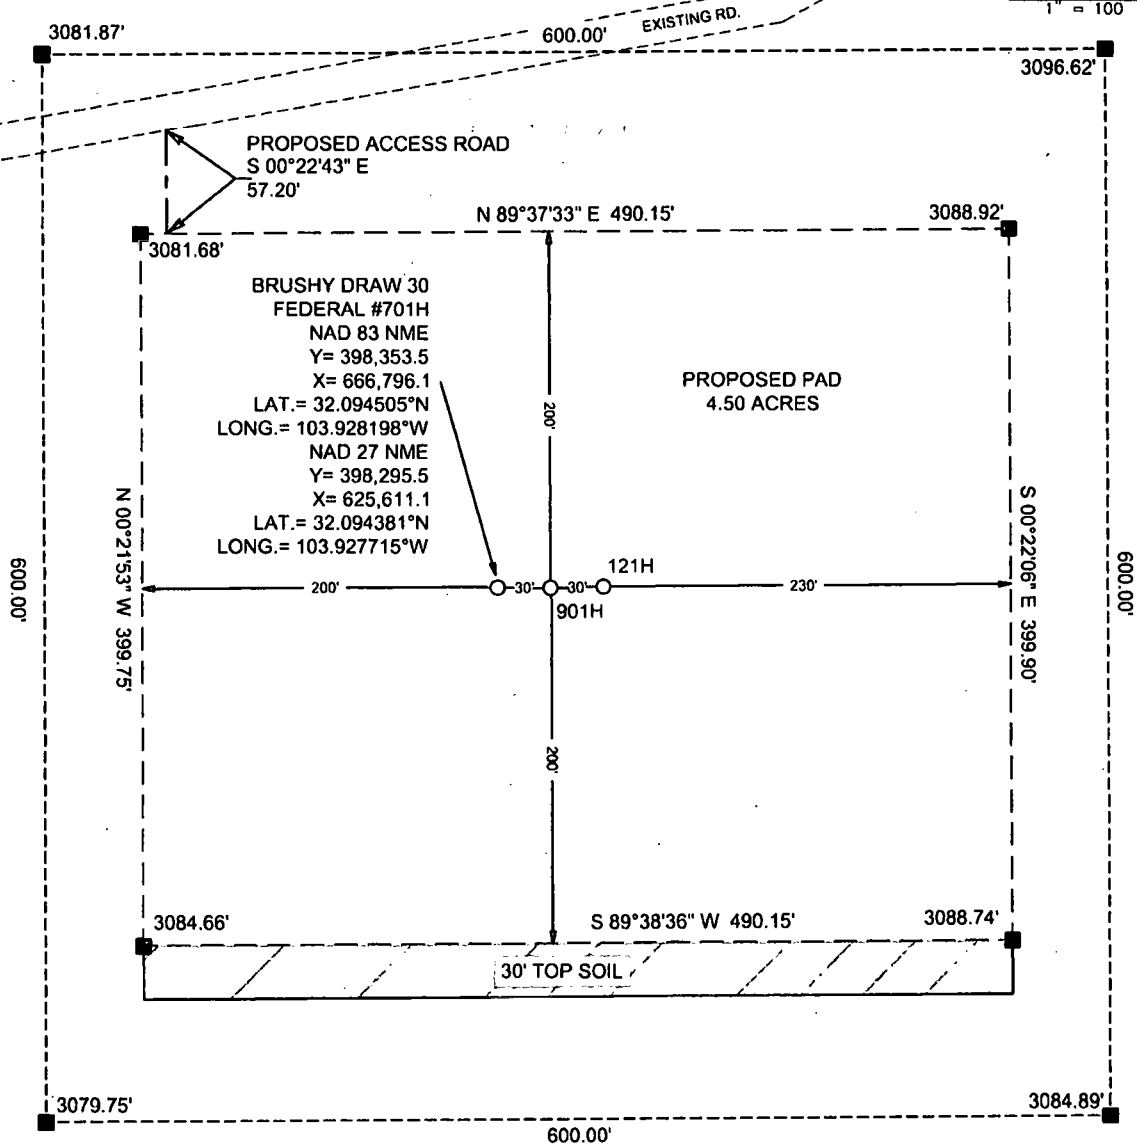 1" = 100
3081.87'
600.00'
EXISTING RD.
3096.62'
PROPOSED ACCESS ROAD
S 00°22'43" E
57.20'
N 89°37'33" E 490.15'
3088.92'
3081.68'
BRUSHY DRAW 30
FEDERAL #701H
NAD 83 NME
Y= 398,353.5
X= 666,796.1
LAT.= 32.094505°N
LONG.= 103.928198°W
NAD 27 NME
Y= 398,295.5
X= 625,611.1
LAT.= 32.094381°N
LONG.= 103.927715°W
PROPOSED PAD
4.50 ACRES
200'
N 00°21'53" W 399.75'
S 00°22'06" E 399.90'
600.00'
600.00'
121H
200'
30'
30'
230'
901H
200'
3084.66'
S 89°38'36" W 490.15'
3088.74'
30' TOP SOIL
3079.75'
3084.89'
600.00'